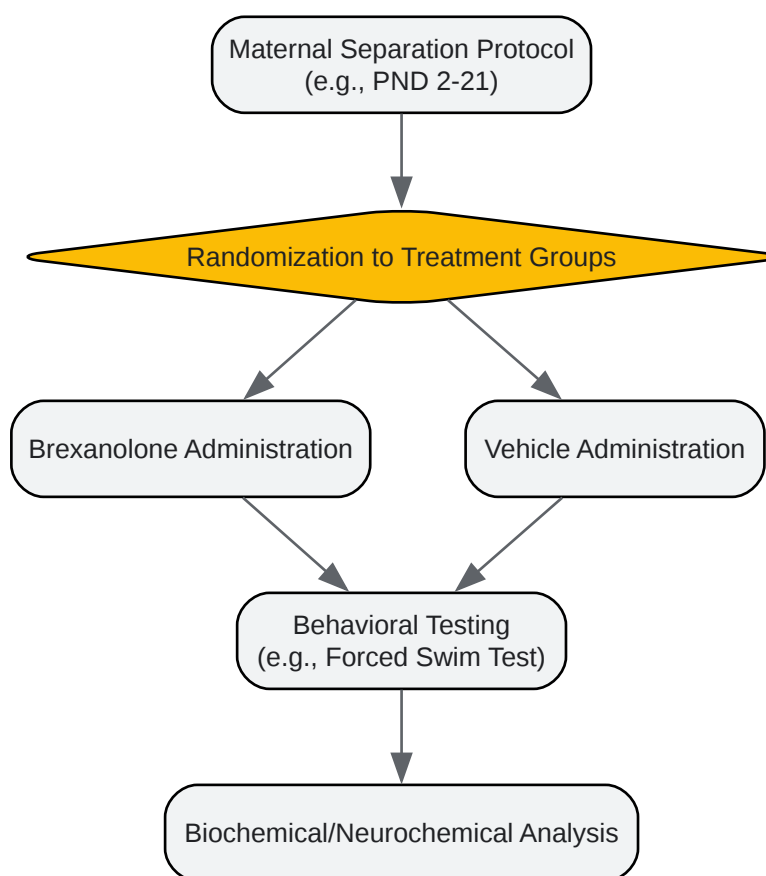 Maternal Separation Protocol
(e.g., PND 2-21)
Randomization to Treatment Groups
Brexanolone Administration
Vehicle Administration
Behavioral Testing
(e.g., Forced Swim Test)
Biochemical/Neurochemical Analysis